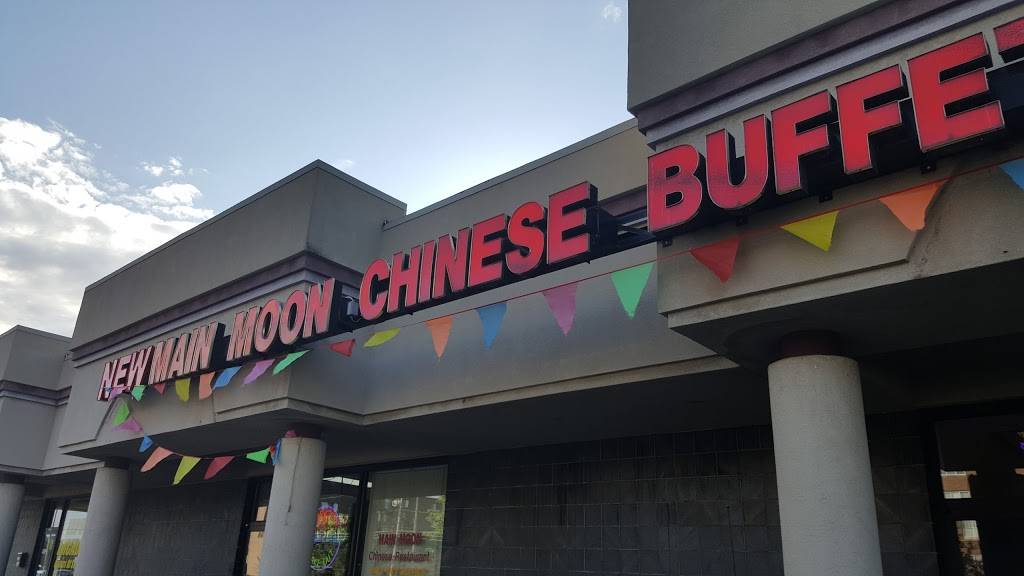 NEW MAIN MOON CHINESE BUFFET
MAIN MOON
Chinese Restaurant